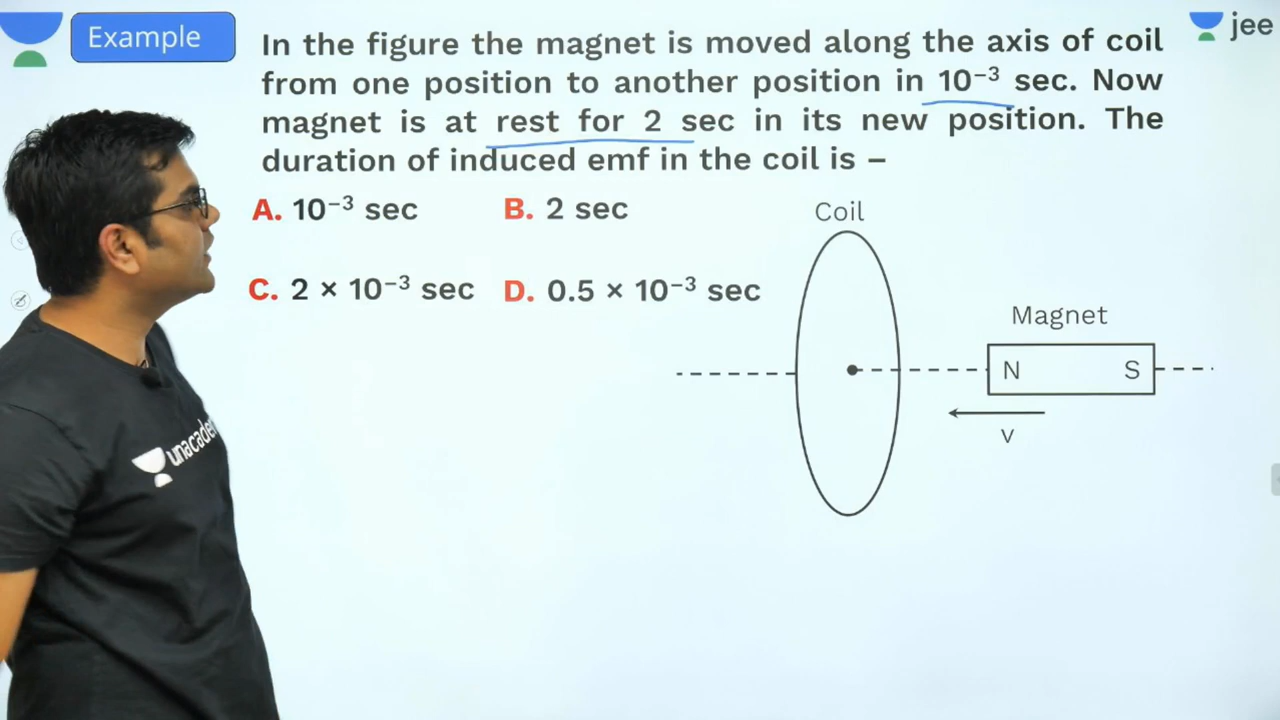 Example
jee
In the figure the magnet is moved along the axis of coil
from one position to another position in 10⁻³ sec. Now
magnet is at rest for 2 sec in its new position. The
duration of induced emf in the coil is –
A. 10⁻³ sec
B. 2 sec
C. 2 × 10⁻³ sec
D. 0.5 × 10⁻³ sec
Coil
Magnet
N
S
v
unacade